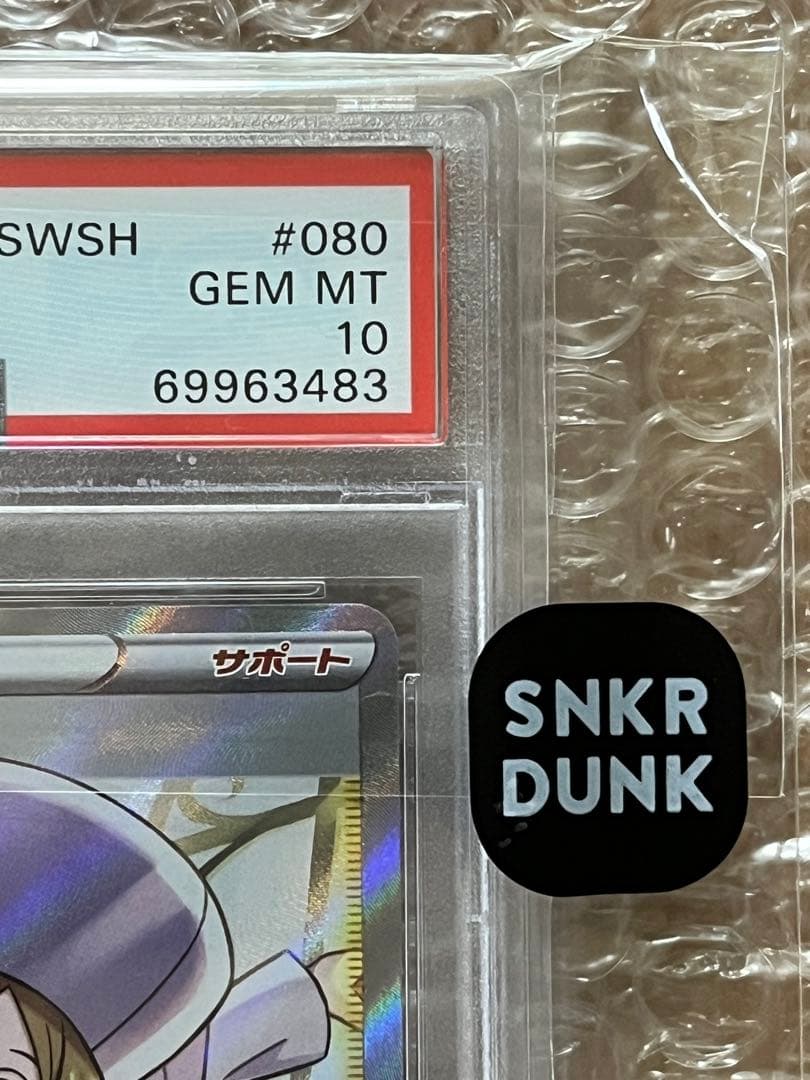 SWSH #080
GEM MT
10
69963483
サポート
SNKR
DUNK